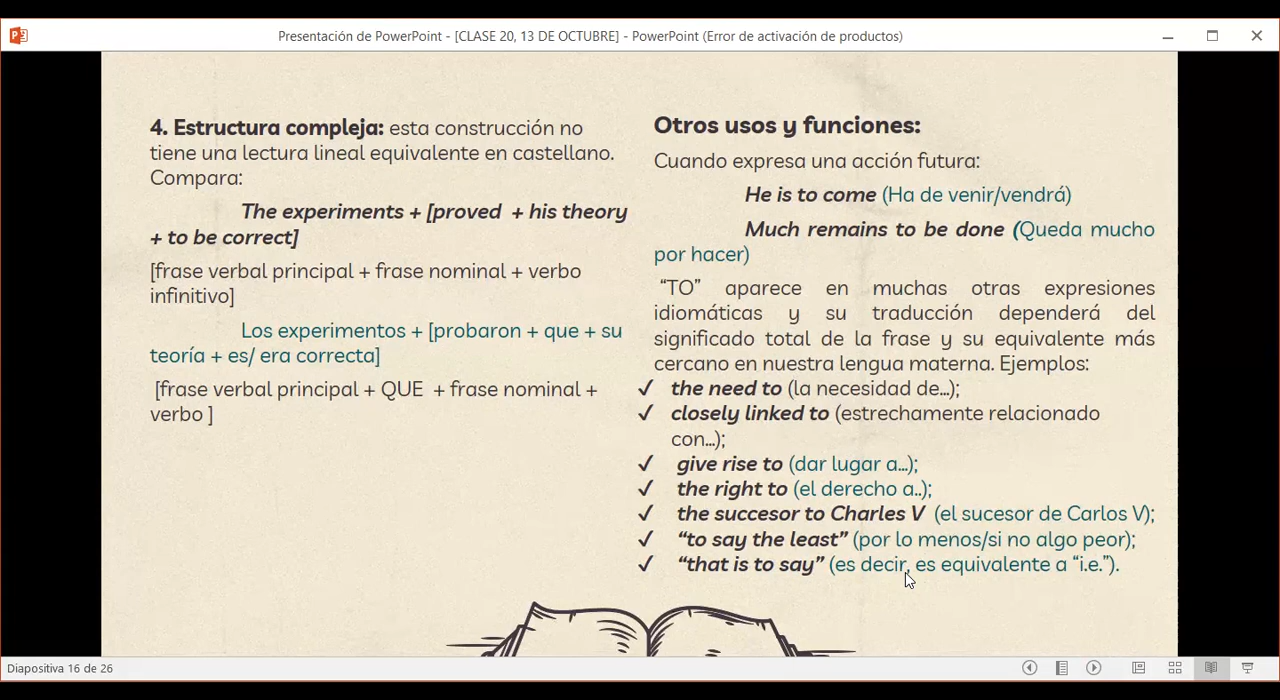 Presentación de PowerPoint - [CLASE 20, 13 DE OCTUBRE] - PowerPoint (Error de activación de productos)
4. Estructura compleja: esta construcción no
tiene una lectura lineal equivalente en castellano.
Compara:
The experiments + [proved + his theory
+ to be correct]
[frase verbal principal + frase nominal + verbo
infinitivo]
Los experimentos + [probaron + que + su
teoría + es/ era correcta]
[frase verbal principal + QUE + frase nominal +
verbo ]
Otros usos y funciones:
Cuando expresa una acción futura:
He is to come (Ha de venir/vendrá)
Much remains to be done (Queda mucho
por hacer)
“TO” aparece en muchas otras expresiones
idiomáticas y su traducción dependerá del
significado total de la frase y su equivalente más
cercano en nuestra lengua materna. Ejemplos:
✓ the need to (la necesidad de...);
✓ closely linked to (estrechamente relacionado
con...);
✓ give rise to (dar lugar a...);
✓ the right to (el derecho a..);
✓ the succesor to Charles V (el sucesor de Carlos V);
✓ “to say the least” (por lo menos/si no algo peor);
✓ “that is to say” (es decir, es equivalente a “i.e.”).
Diapositiva 16 de 26